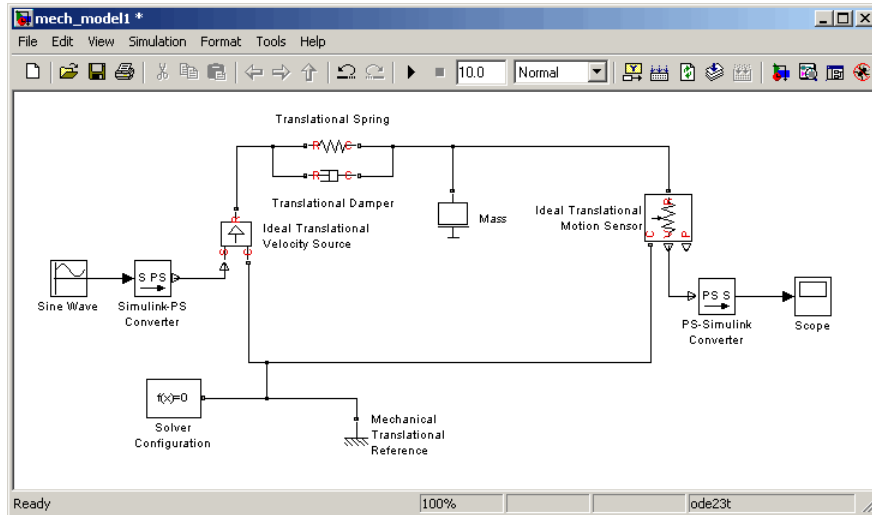 mech_model1 *
File Edit View Simulation Format Tools Help
10.0 Normal
Translational Spring
R C
R C
Translational Damper
R
Ideal Translational
Velocity Source
S C
Mass
Ideal Translational
Motion Sensor
R
C V P
Sine Wave
S PS
Simulink-PS
Converter
PS S
PS-Simulink
Converter
Scope
f(x)=0
Solver
Configuration
Mechanical
Translational
Reference
Ready 100% ode23t